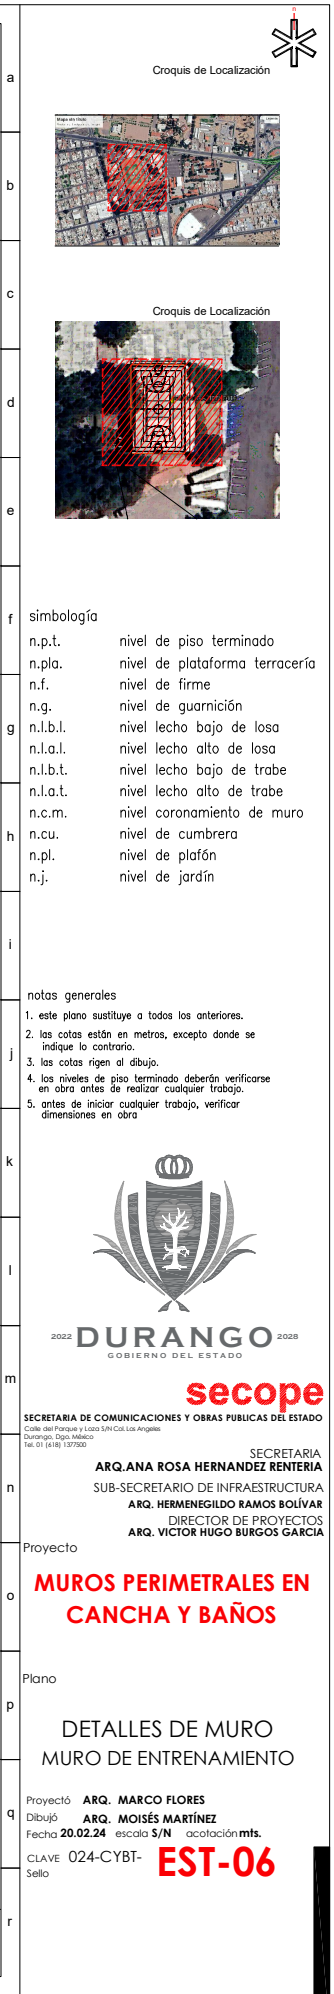 n
Croquis de Localización
a
Mapa sin título
b
c
Croquis de Localización
d
e
f
simbología
n.p.t. nivel de piso terminado
n.pla. nivel de plataforma terracería
n.f. nivel de firme
n.g. nivel de guarnición
g
n.l.b.l. nivel lecho bajo de losa
n.l.a.l. nivel lecho alto de losa
n.l.b.t. nivel lecho bajo de trabe
n.l.a.t. nivel lecho alto de trabe
n.c.m. nivel coronamiento de muro
h
n.cu. nivel de cumbrera
n.pl. nivel de plafón
n.j. nivel de jardín
i
notas generales
1. este plano sustituye a todos los anteriores.
2. las cotas están en metros, excepto donde se
indique lo contrario.
j
3. las cotas rigen al dibujo.
4. los niveles de piso terminado deberán verificarse
en obra antes de realizar cualquier trabajo.
5. antes de iniciar cualquier trabajo, verificar
dimensiones en obra
k
l
2022 DURANGO 2028
GOBIERNO DEL ESTADO
m
secope
SECRETARIA DE COMUNICACIONES Y OBRAS PUBLICAS DEL ESTADO
Calle del Parque y Loza S/N Col. Los Angeles
Durango, Dgo. México
Tel. 01 (618) 1377500
SECRETARIA
ARQ.ANA ROSA HERNANDEZ RENTERIA
n
SUB-SECRETARIO DE INFRAESTRUCTURA
ARQ. HERMENEGILDO RAMOS BOLÍVAR
DIRECTOR DE PROYECTOS
ARQ. VICTOR HUGO BURGOS GARCIA
Proyecto
o
MUROS PERIMETRALES EN
CANCHA Y BAÑOS
Plano
p
DETALLES DE MURO
MURO DE ENTRENAMIENTO
Proyectó ARQ. MARCO FLORES
q
Dibujó ARQ. MOISÉS MARTÍNEZ
Fecha 20.02.24 escala S/N acotación mts.
CLAVE 024-CYBT- EST-06
Sello
r